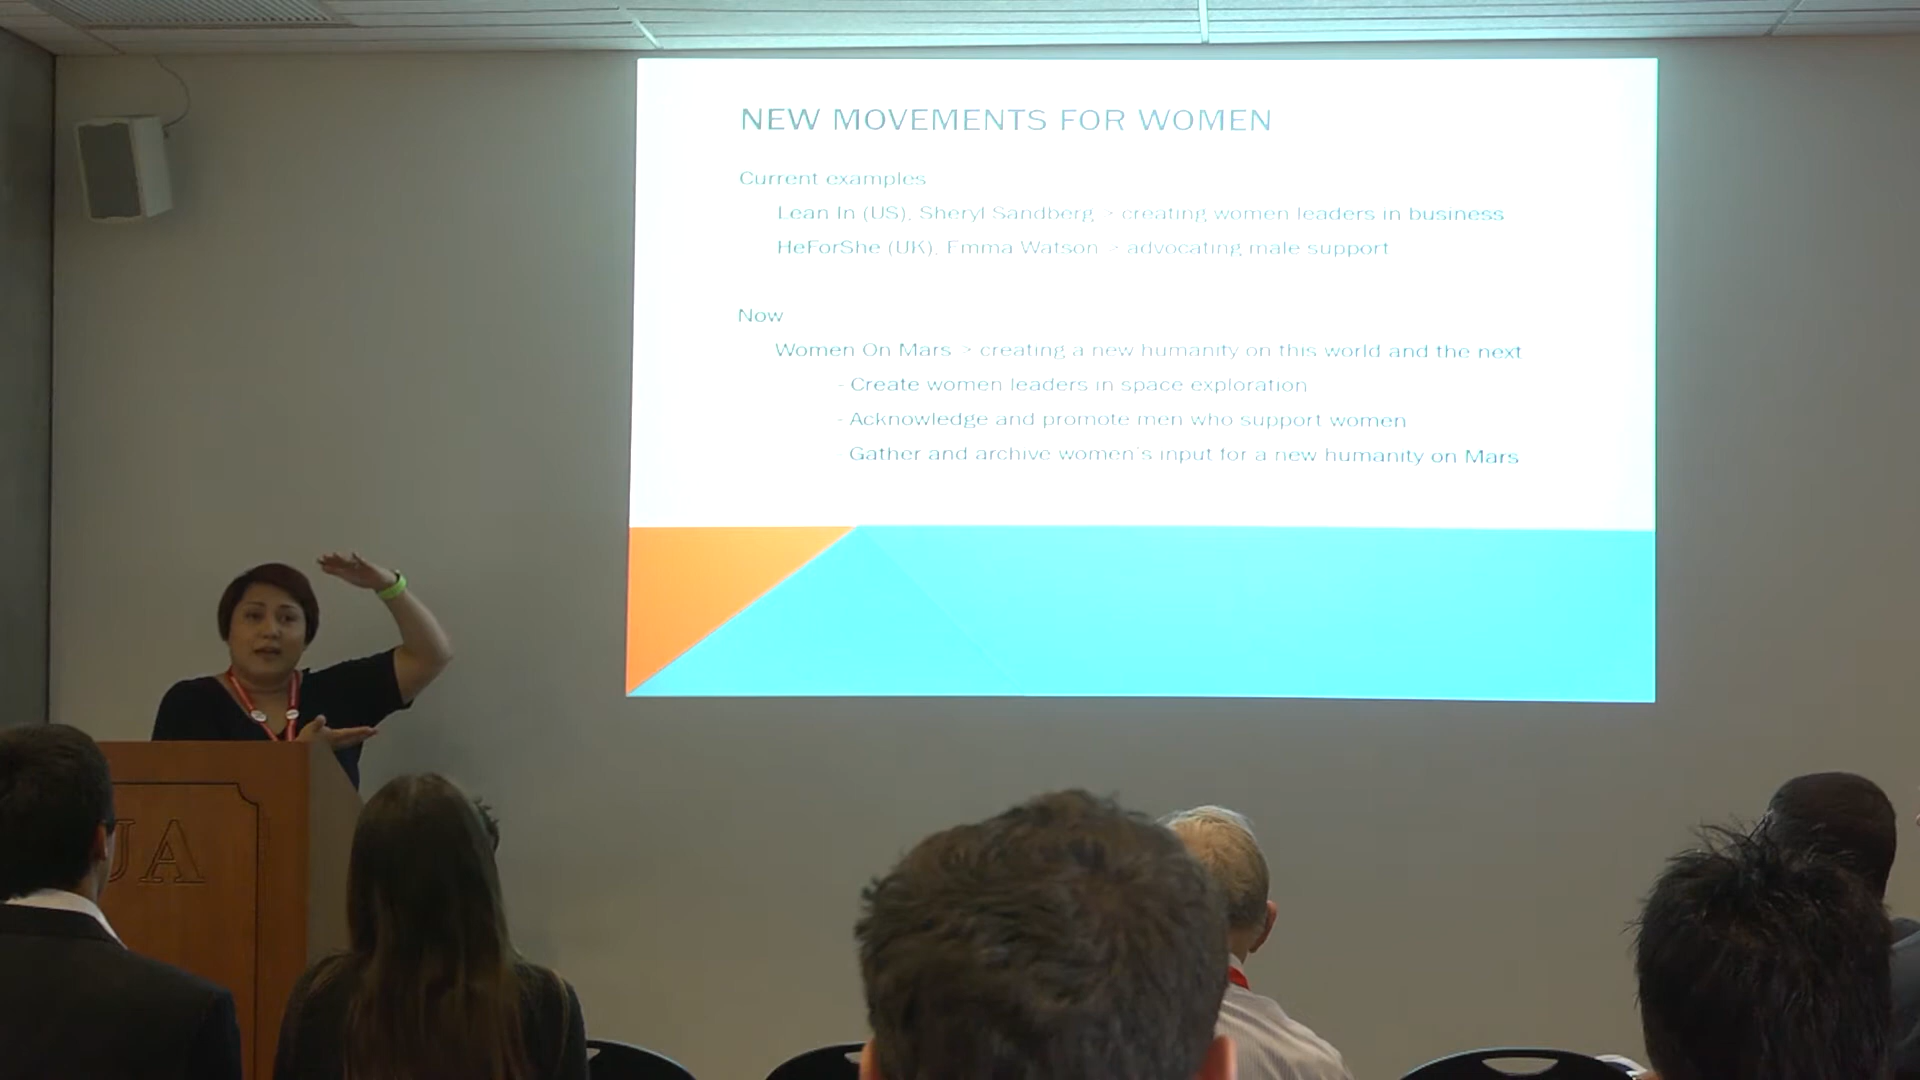 NEW MOVEMENTS FOR WOMEN
Current examples
Lean In (US), Sheryl Sandberg > creating women leaders in business
HeForShe (UK), Emma Watson > advocating male support
Now
Women On Mars > creating a new humanity on this world and the next
- Create women leaders in space exploration
- Acknowledge and promote men who support women
- Gather and archive women's input for a new humanity on Mars
UA